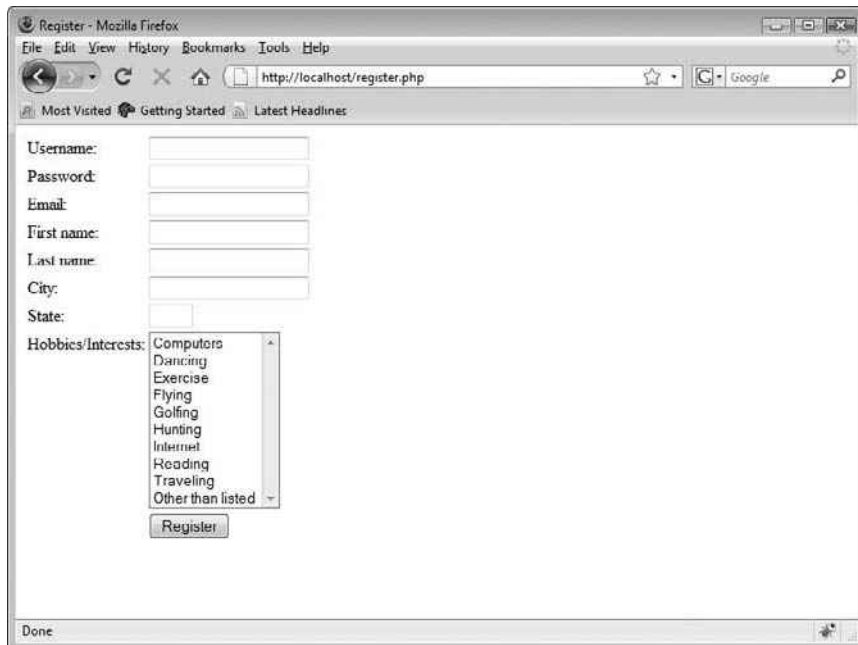 Register - Mozilla Firefox
File Edit View History Bookmarks Tools Help
http://localhost/register.php
G Google
Most Visited Getting Started Latest Headlines
Username:
Password:
Email:
First name:
Last name:
City:
State:
Hobbies/Interests: Computers
Dancing
Exercise
Flying
Golfing
Hunting
Internet
Reading
Traveling
Other than listed
Register
Done